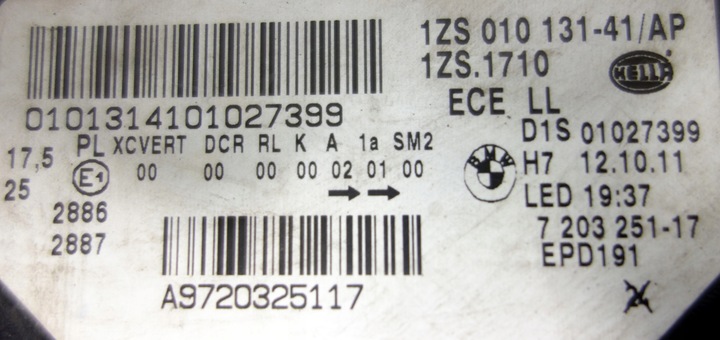 1ZS 010 131-41/AP
1ZS.1710
HELLA
0101314101027399
ECE LL
PL XCVERT DCR RL K A 1a SM2
17,5
E1
00 00 00 00 02 01 00
25
2886
2887
BMW
D1S 01027399
H7 12.10.11
LED 19:37
7 203 251-17
EPD191
A9720325117